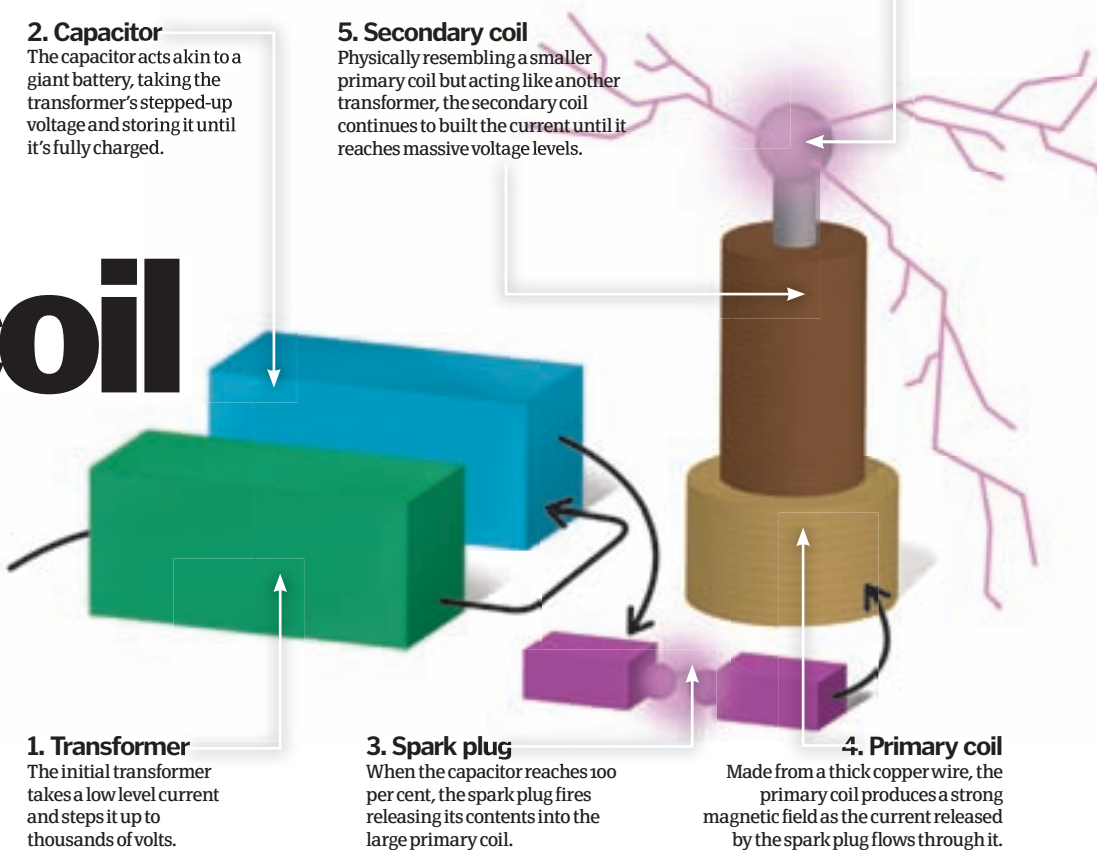 2. Capacitor
The capacitor acts akin to a
giant battery, taking the
transformer's stepped-up
voltage and storing it until
it's fully charged.
5. Secondary coil
Physically resembling a smaller
primary coil but acting like another
transformer, the secondary coil
continues to built the current until it
reaches massive voltage levels.
oil
1. Transformer
The initial transformer
takes a low level current
and steps it up to
thousands of volts.
3. Spark plug
When the capacitor reaches 100
per cent, the spark plug fires
releasing its contents into the
large primary coil.
4. Primary coil
Made from a thick copper wire, the
primary coil produces a strong
magnetic field as the current released
by the spark plug flows through it.